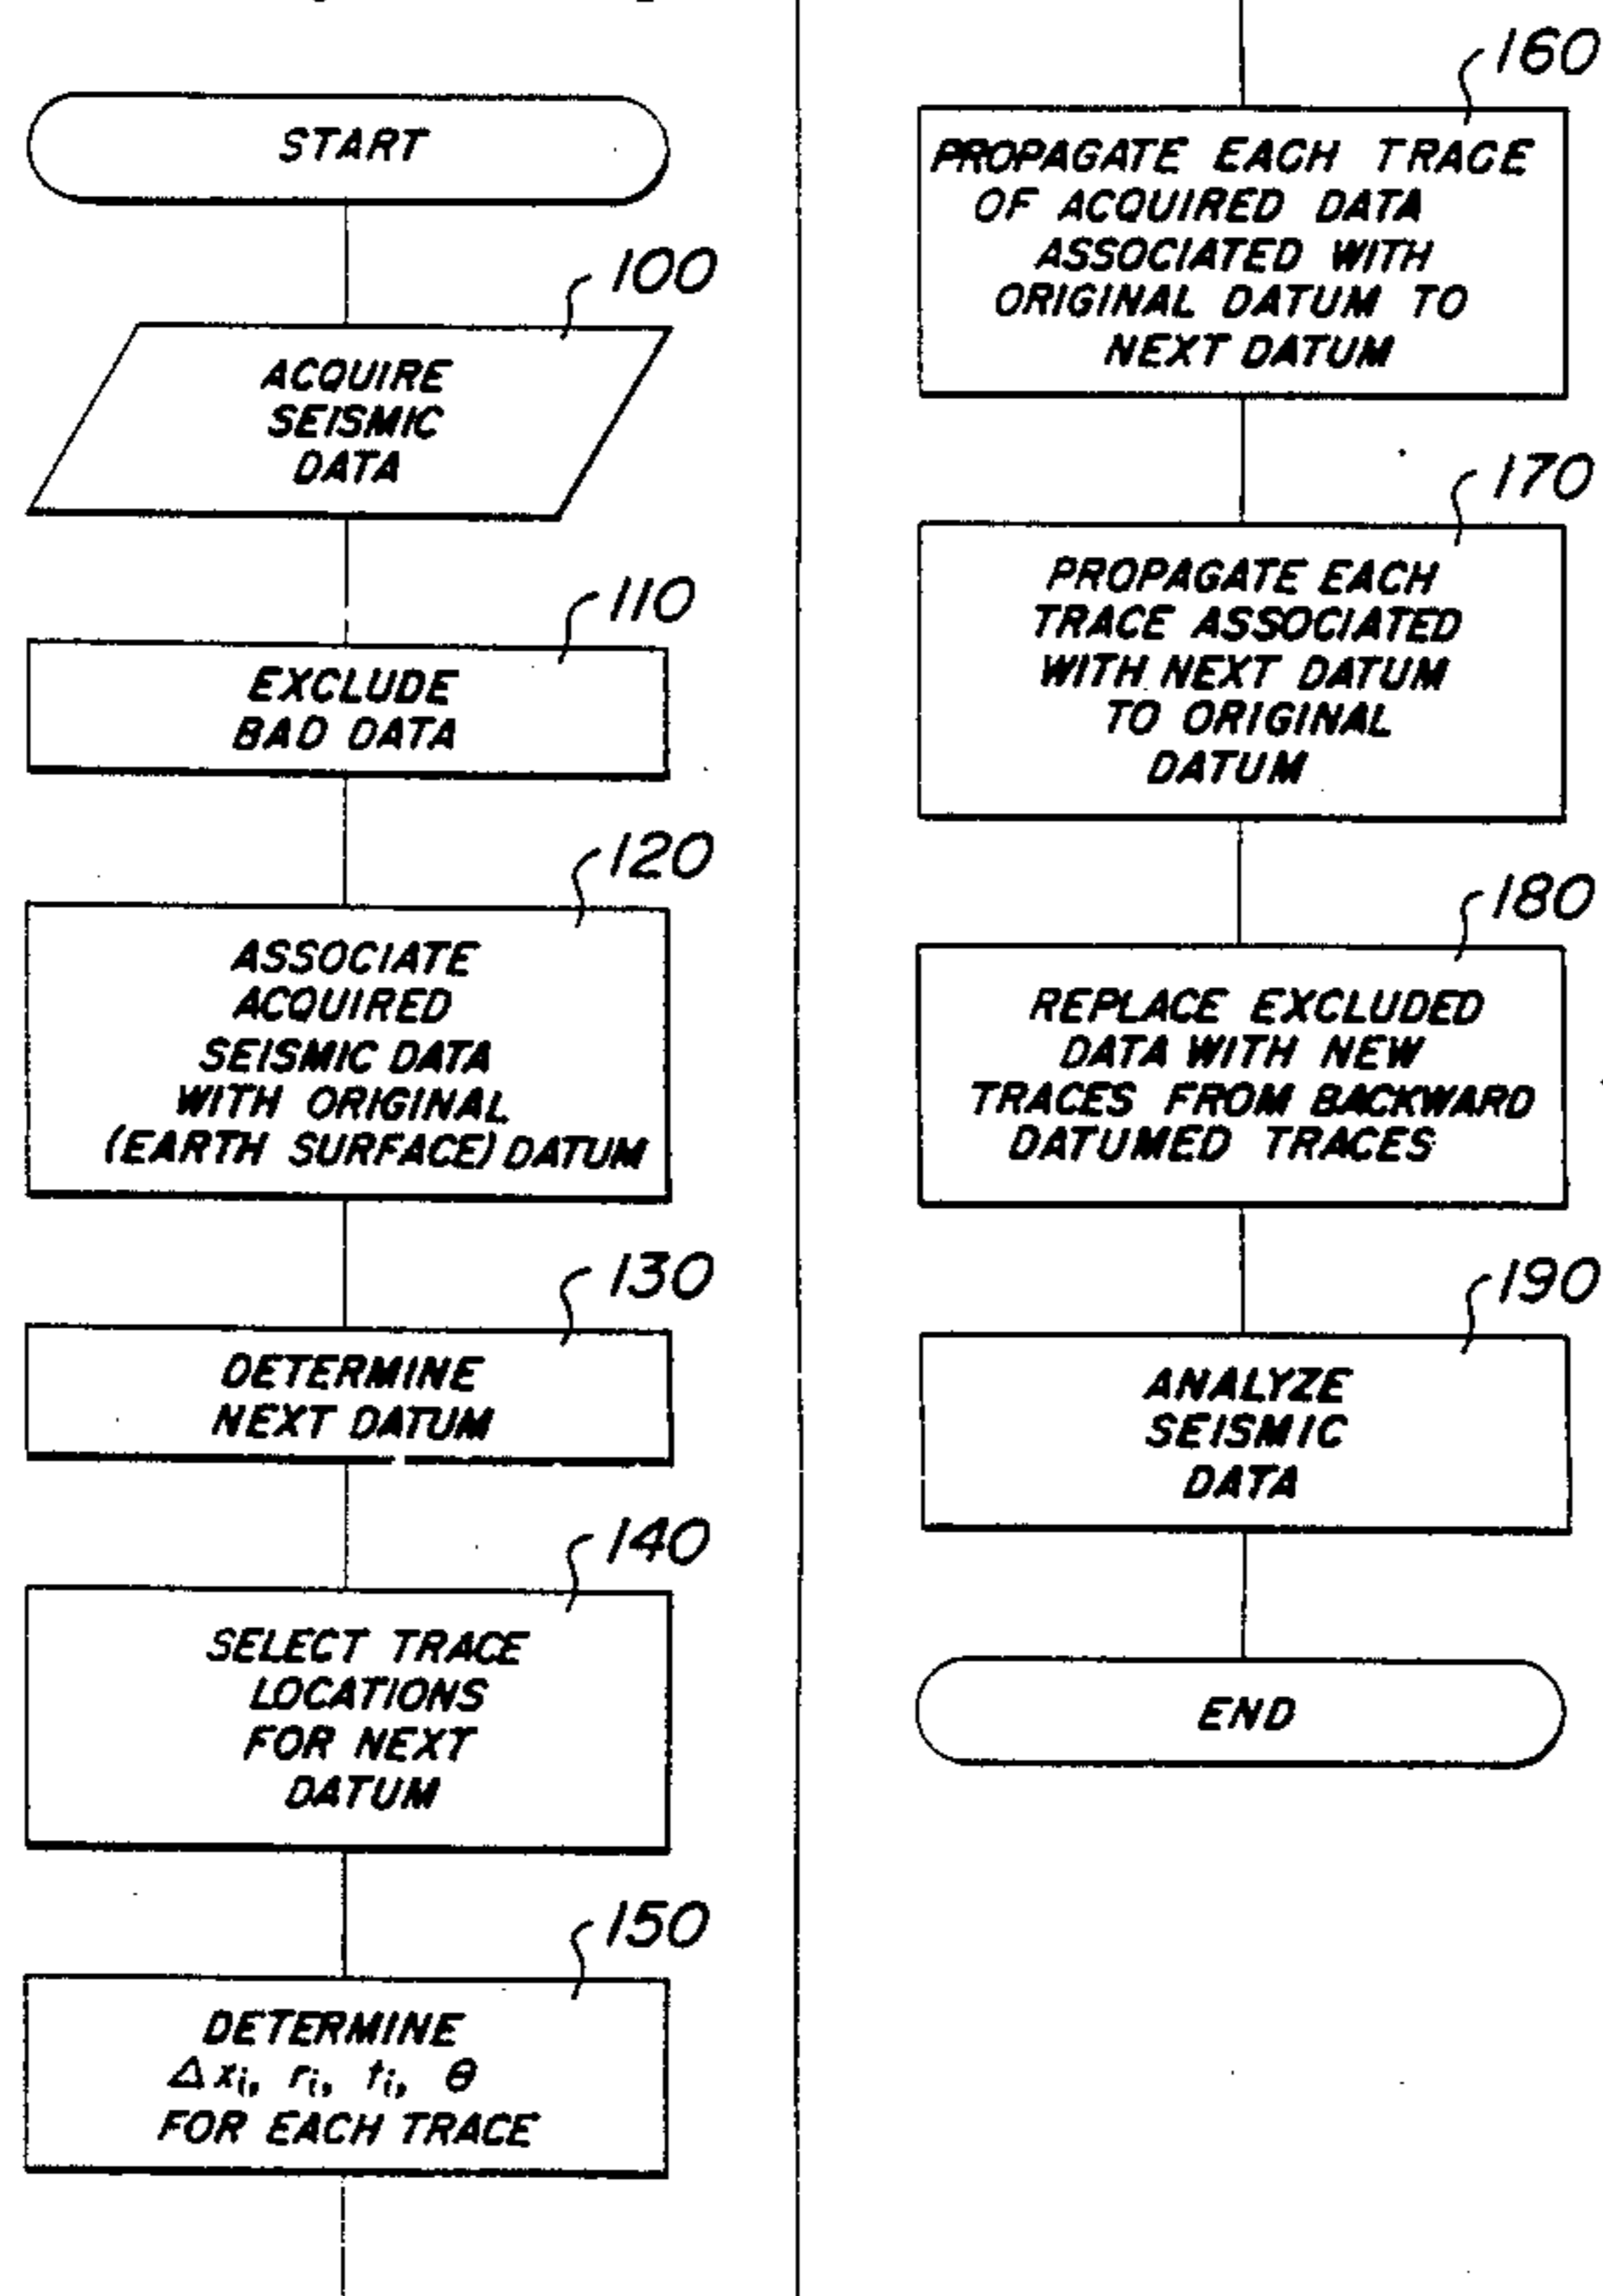 START
100
ACQUIRE
SEISMIC
DATA
110
EXCLUDE
BAD DATA
120
ASSOCIATE
ACQUIRED
SEISMIC DATA
WITH ORIGINAL
(EARTH SURFACE) DATUM
130
DETERMINE
NEXT DATUM
140
SELECT TRACE
LOCATIONS
FOR NEXT
DATUM
150
DETERMINE
Δxi, ri, ti, θ
FOR EACH TRACE
160
PROPAGATE EACH TRACE
OF ACQUIRED DATA
ASSOCIATED WITH
ORIGINAL DATUM TO
NEXT DATUM
170
PROPAGATE EACH
TRACE ASSOCIATED
WITH NEXT DATUM
TO ORIGINAL
DATUM
180
REPLACE EXCLUDED
DATA WITH NEW
TRACES FROM BACKWARD
DATUMED TRACES
190
ANALYZE
SEISMIC
DATA
END